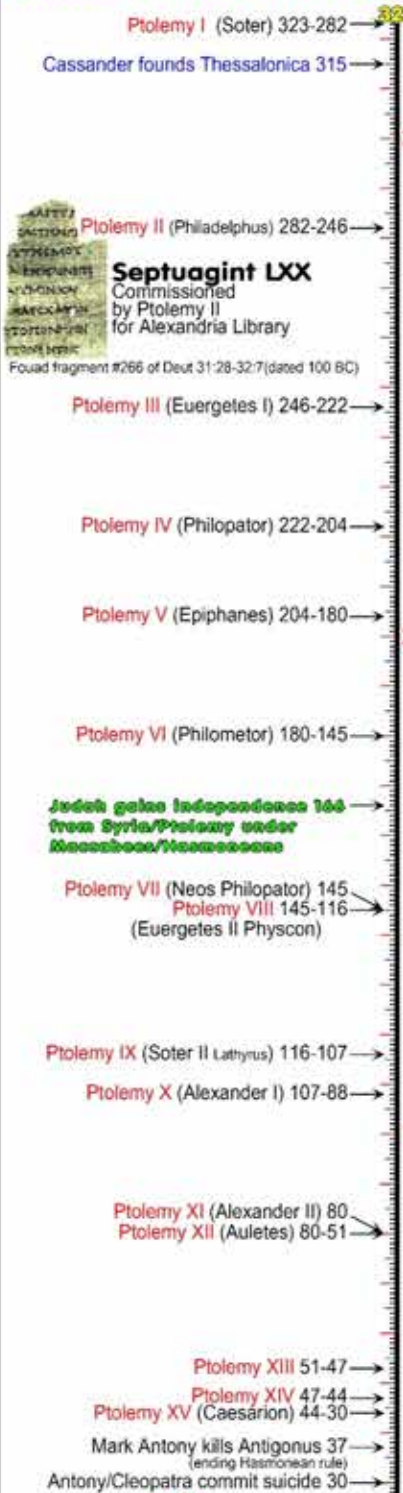 32
Ptolemy I (Soter) 323-282
Cassander founds Thessalonica 315
Ptolemy II (Philadelphus) 282-246
Septuagint LXX
Commissioned
by Ptolemy II
for Alexandria Library
Fouad fragment #266 of Deut 31:28-32:7(dated 100 BC)
Ptolemy III (Euergetes I) 246-222
Ptolemy IV (Philopator) 222-204
Ptolemy V (Epiphanes) 204-180
Ptolemy VI (Philometor) 180-145
Judah gains independence 166
from Syria/Ptolemy under
Maccabees/Hasmoneans
Ptolemy VII (Neos Philopator) 145
Ptolemy VIII 145-116
(Euergetes II Physcon)
Ptolemy IX (Soter II Lathyrus) 116-107
Ptolemy X (Alexander I) 107-88
Ptolemy XI (Alexander II) 80
Ptolemy XII (Auletes) 80-51
Ptolemy XIII 51-47
Ptolemy XIV 47-44
Ptolemy XV (Caesarion) 44-30
Mark Antony kills Antigonus 37
(ending Hasmonean rule)
Antony/Cleopatra commit suicide 30